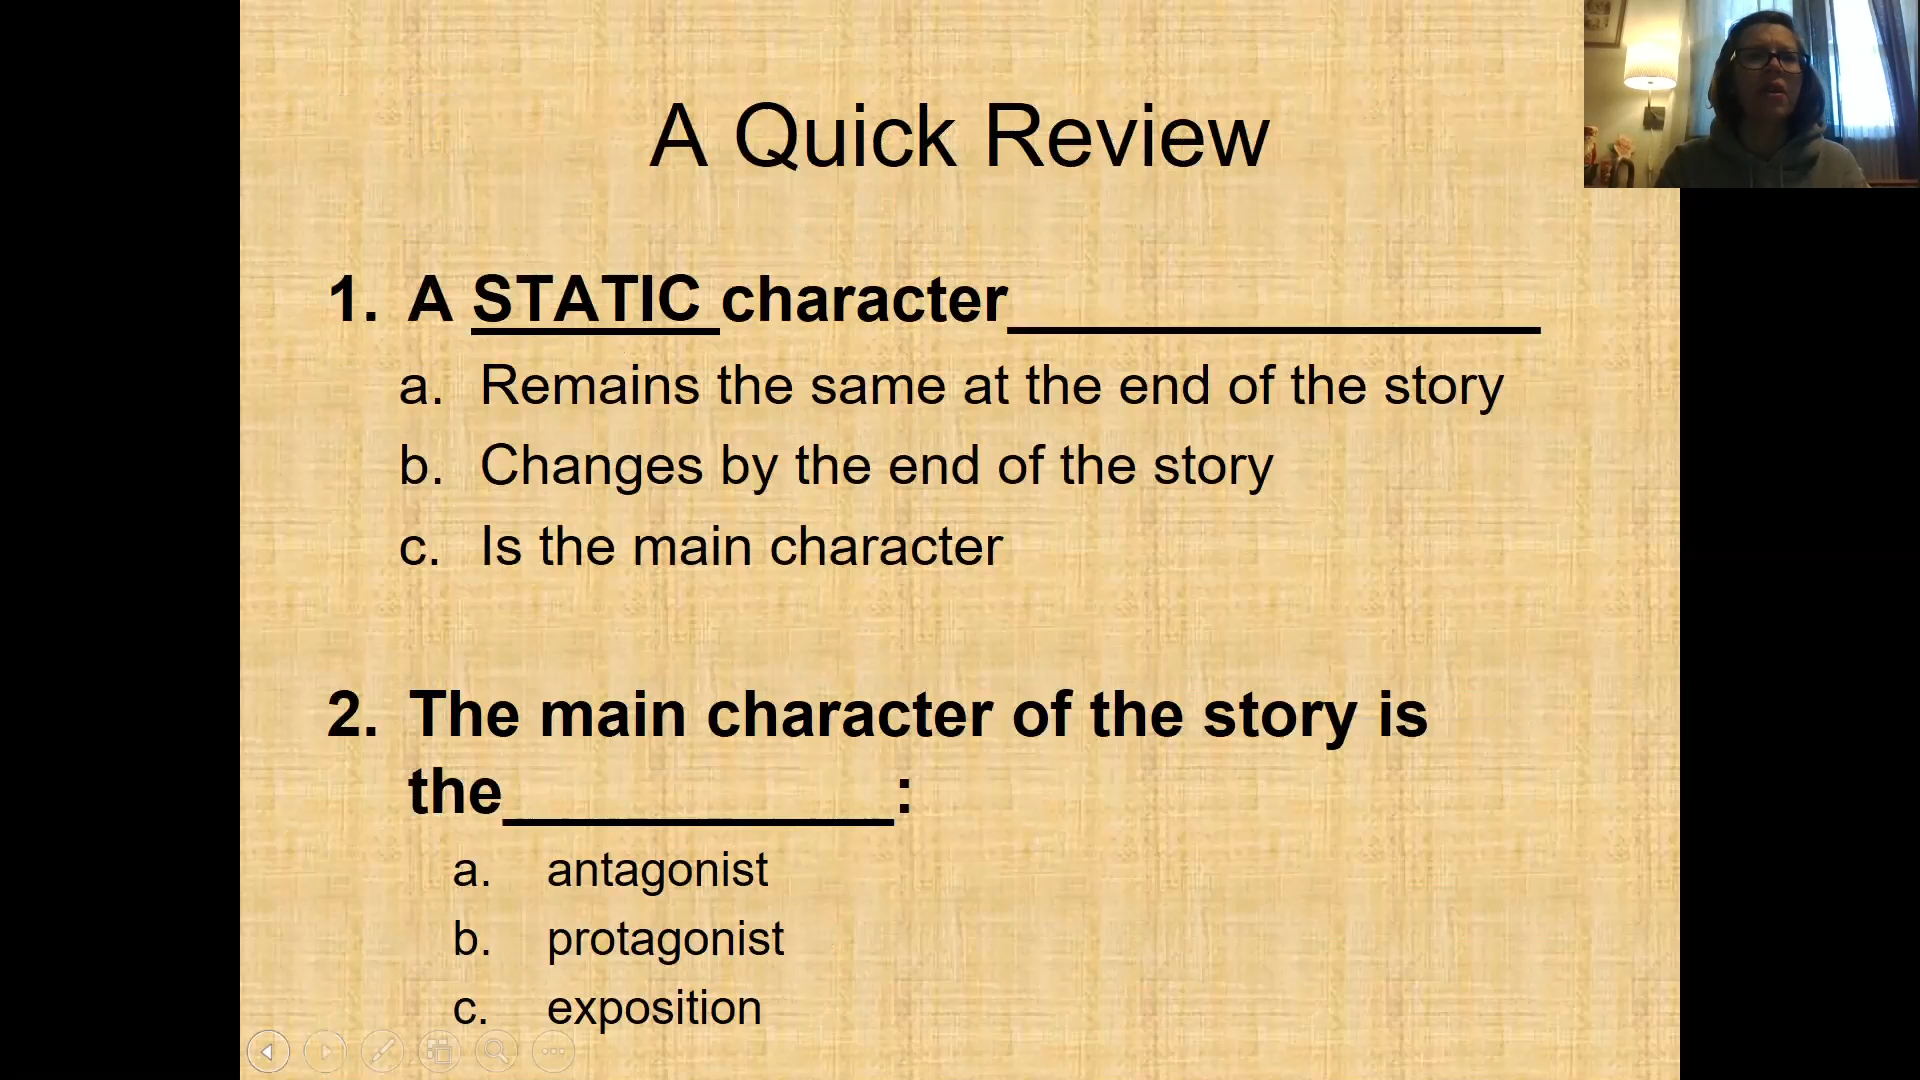 A Quick Review
1. A STATIC character________________
a. Remains the same at the end of the story
b. Changes by the end of the story
c. Is the main character
2. The main character of the story is
the____________:
a. antagonist
b. protagonist
c. exposition